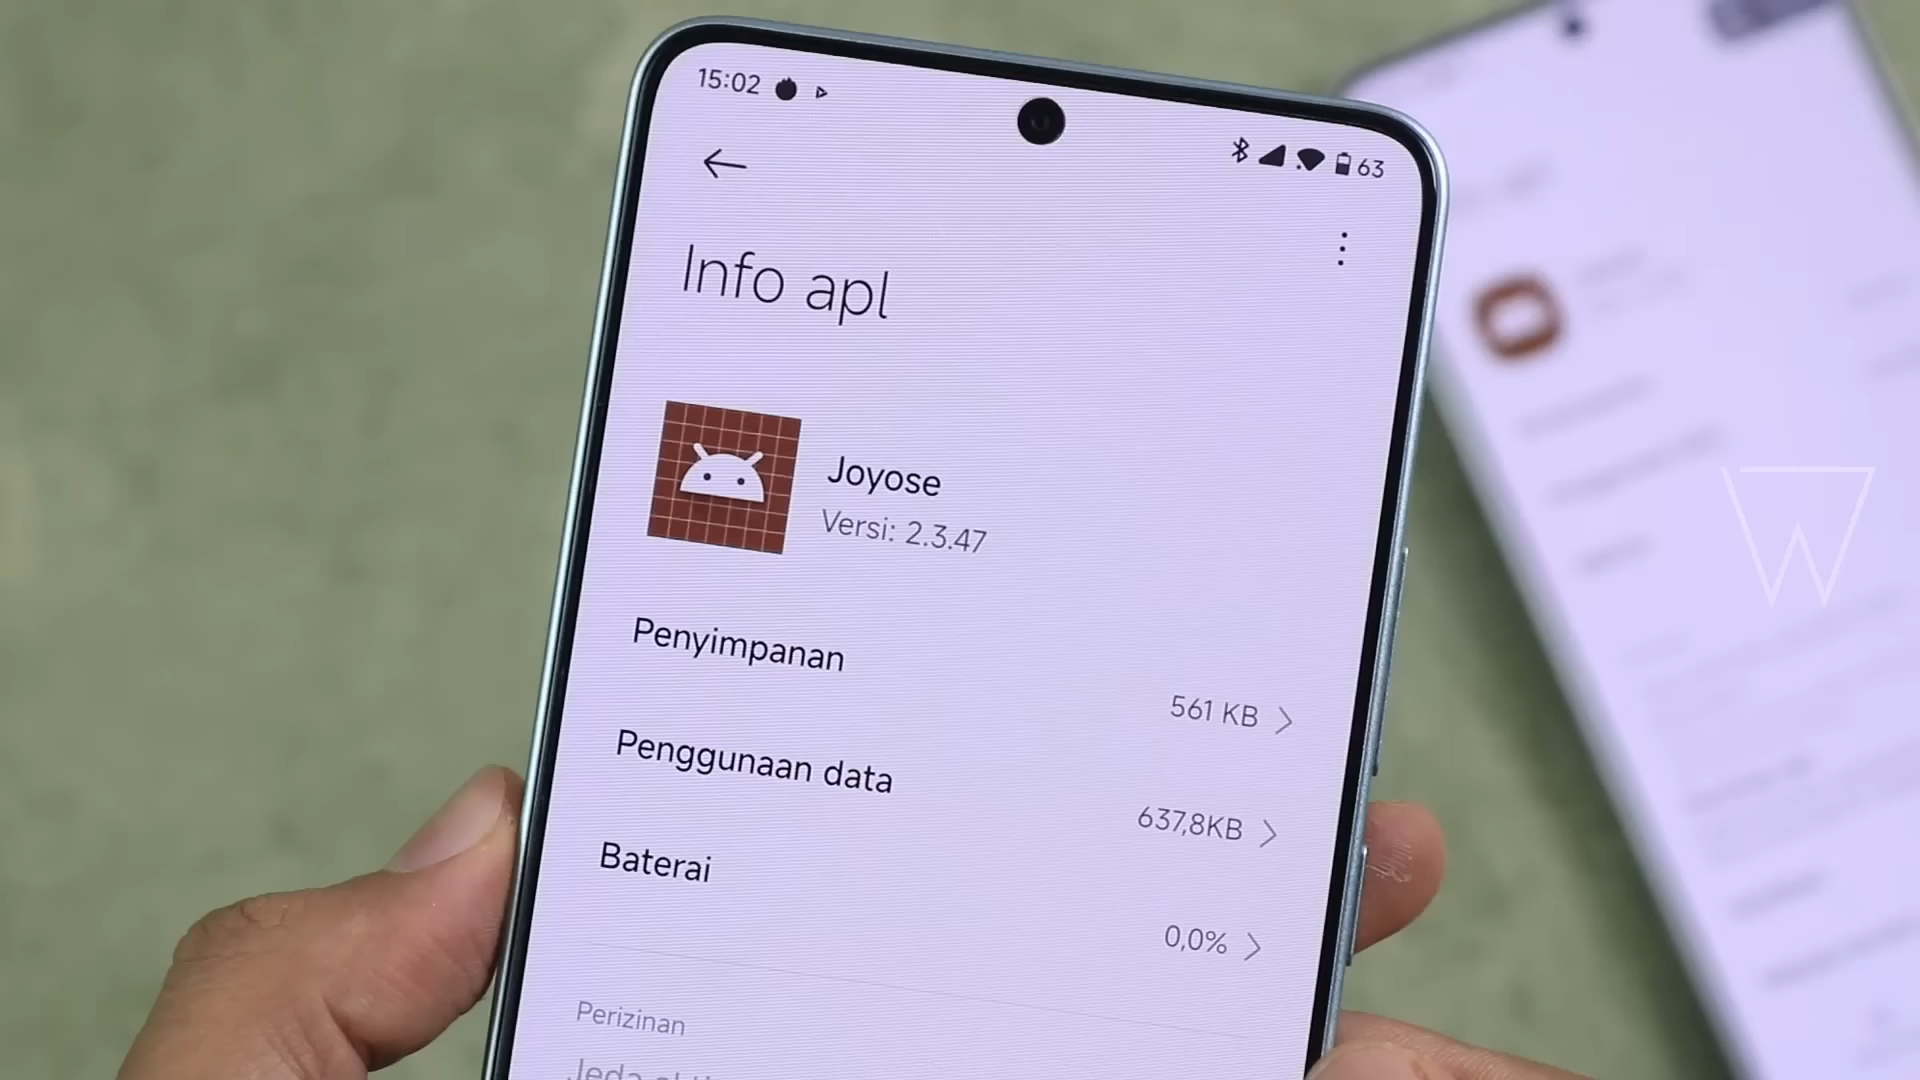 15:02
63
Info apl
Joyose
Versi: 2.3.47
Penyimpanan
561 KB
Penggunaan data
637,8KB
Baterai
0,0%
Perizinan
Jeda
W